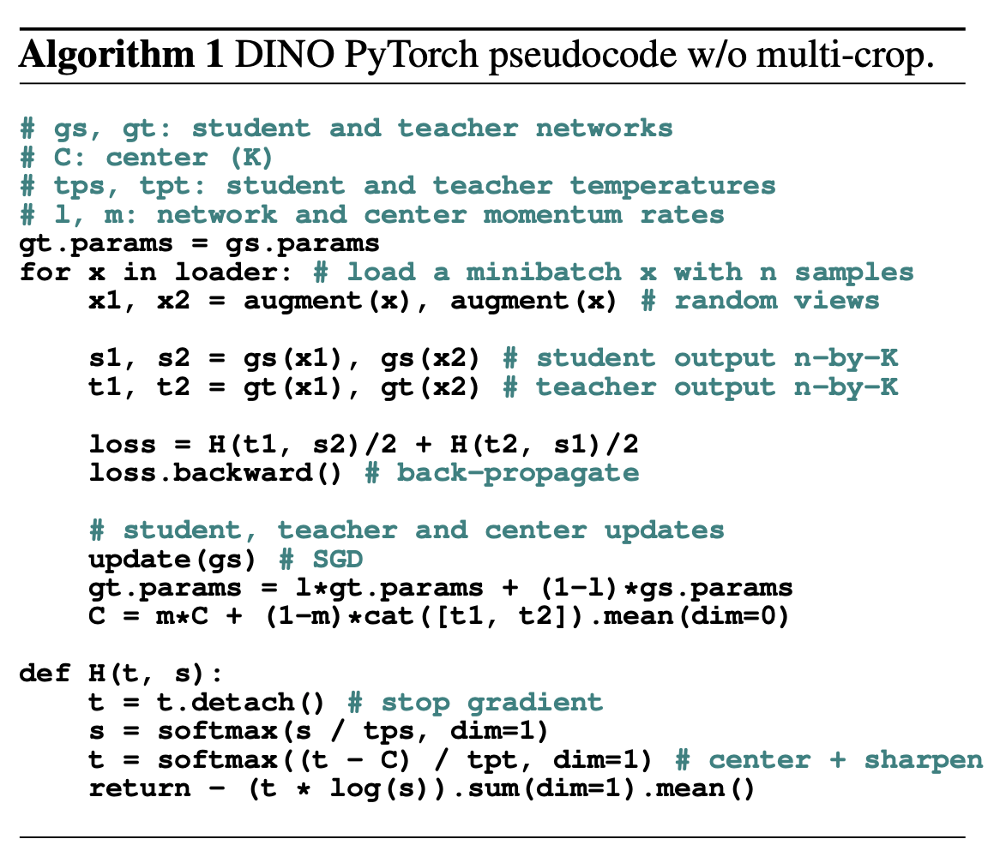 Algorithm 1 DINO PyTorch pseudocode w/o multi-crop.
# gs, gt: student and teacher networks
# C: center (K)
# tps, tpt: student and teacher temperatures
# l, m: network and center momentum rates
gt.params = gs.params
for x in loader: # load a minibatch x with n samples
    x1, x2 = augment(x), augment(x) # random views

    s1, s2 = gs(x1), gs(x2) # student output n-by-K
    t1, t2 = gt(x1), gt(x2) # teacher output n-by-K

    loss = H(t1, s2)/2 + H(t2, s1)/2
    loss.backward() # back-propagate

    # student, teacher and center updates
    update(gs) # SGD
    gt.params = l*gt.params + (1-l)*gs.params
    C = m*C + (1-m)*cat([t1, t2]).mean(dim=0)

def H(t, s):
    t = t.detach() # stop gradient
    s = softmax(s / tps, dim=1)
    t = softmax((t - C) / tpt, dim=1) # center + sharpen
    return - (t * log(s)).sum(dim=1).mean()